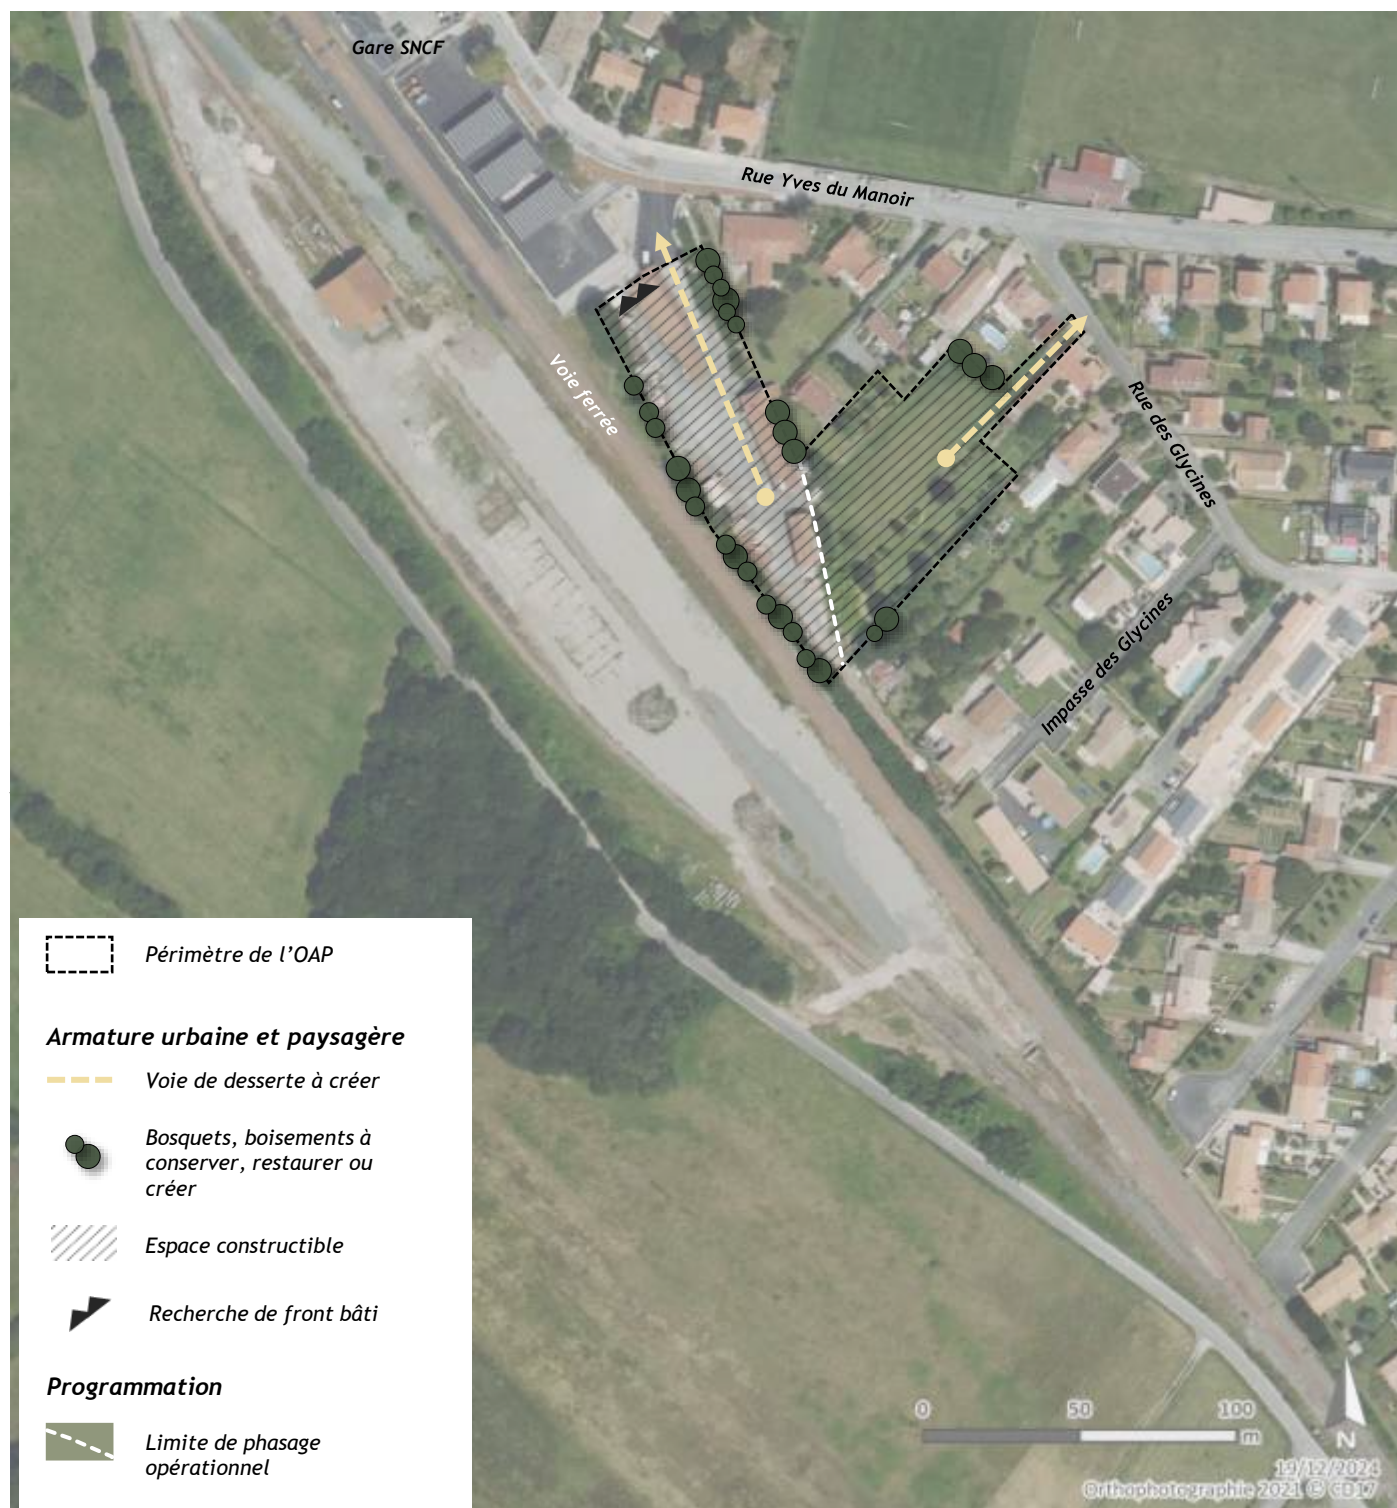 Gare SNCF
Rue Yves du Manoir
Voie ferrée
Rue des Glycines
Impasse des Glycines
Périmètre de l'OAP
Armature urbaine et paysagère
Voie de desserte à créer
Bosquets, boisements à
conserver, restaurer ou
créer
Espace constructible
Recherche de front bâti
Programmation
Limite de phasage
opérationnel
0 50 100
m
N
19/12/2024
Orthophotographie 2021 © CD17